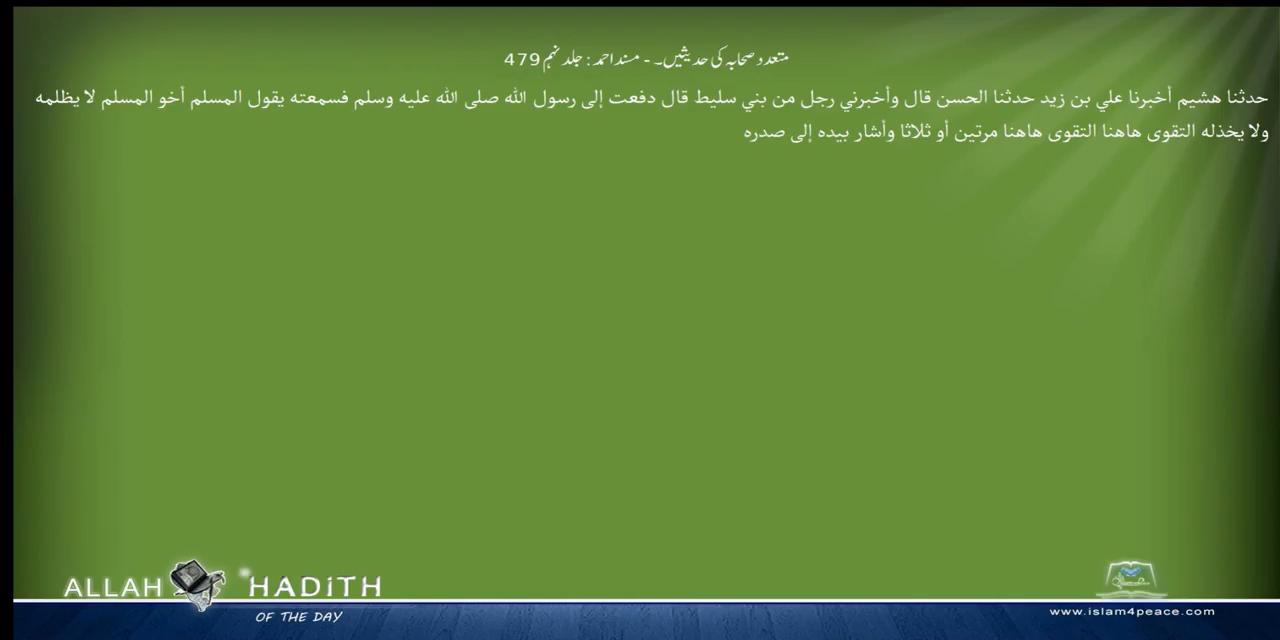 متعدد صحابہ کی حدیثیں۔ - مسند احمد : جلد نہم 479
حدثنا هشيم أخبرنا علي بن زيد حدثنا الحسن قال وأخبرني رجل من بني سليط قال دفعت إلى رسول الله صلى الله عليه وسلم فسمعته يقول المسلم أخو المسلم لا يظلمه
ولا يخذله التقوى هاهنا التقوى هاهنا مرتين أو ثلاثا وأشار بيده إلى صدره
ALLAH HADITH
OF THE DAY
www.islam4peace.com